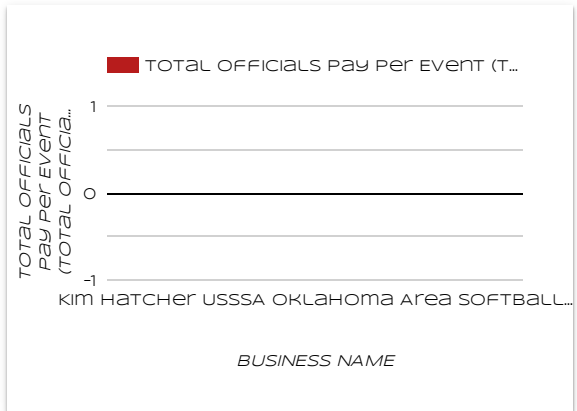 Total Officials Pay Per Event (T...
Total Officials
Pay Per Event
(Total Officia...
1
0
-1
Kim Hatcher USSSA Oklahoma Area Softball...
Business Name